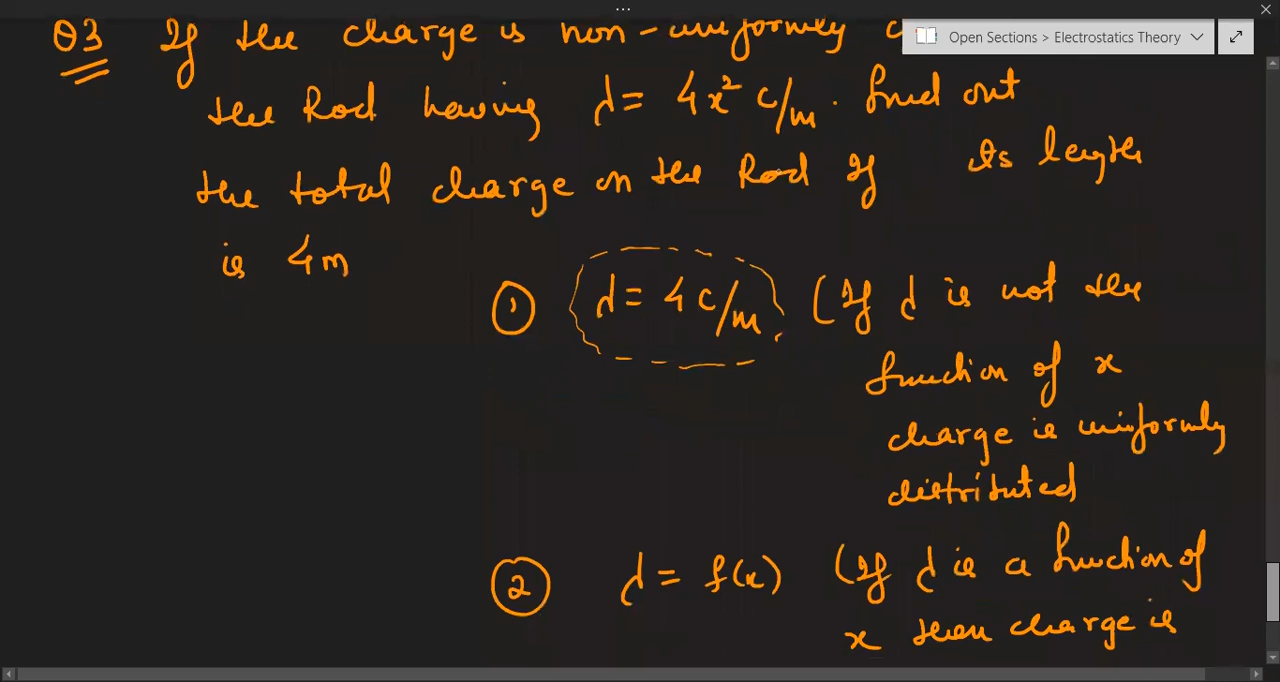 ...
Open Sections > Electrostatics Theory
Q3 If the charge is non-uniformly
the Rod having λ = 4x² C/m. find out
the total charge on the Rod If its length
is 4m
① λ = 4 C/m. (If λ is not the
function of x
charge is uniformly
distributed
② λ = f(x) (If λ is a function of
x then charge is